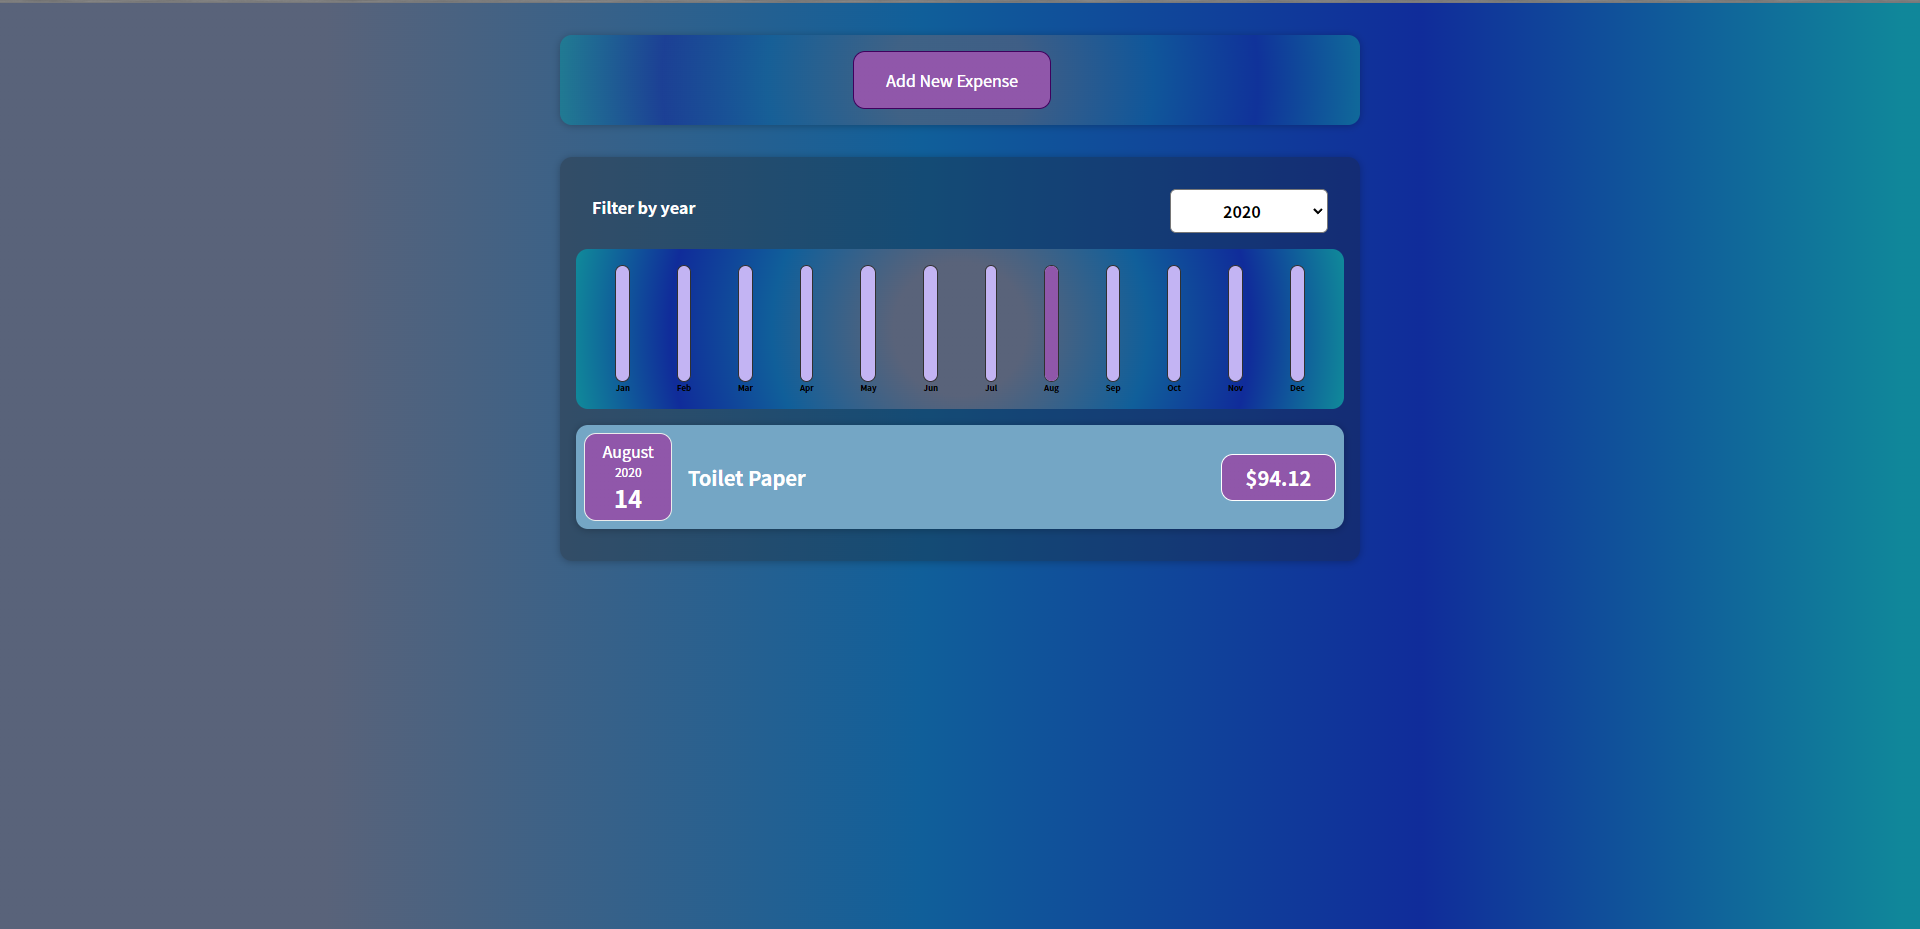 Add New Expense
Filter by year
2020
Jan Feb Mar Apr May Jun Jul Aug Sep Oct Nov Dec
August
2020
14
Toilet Paper
$94.12